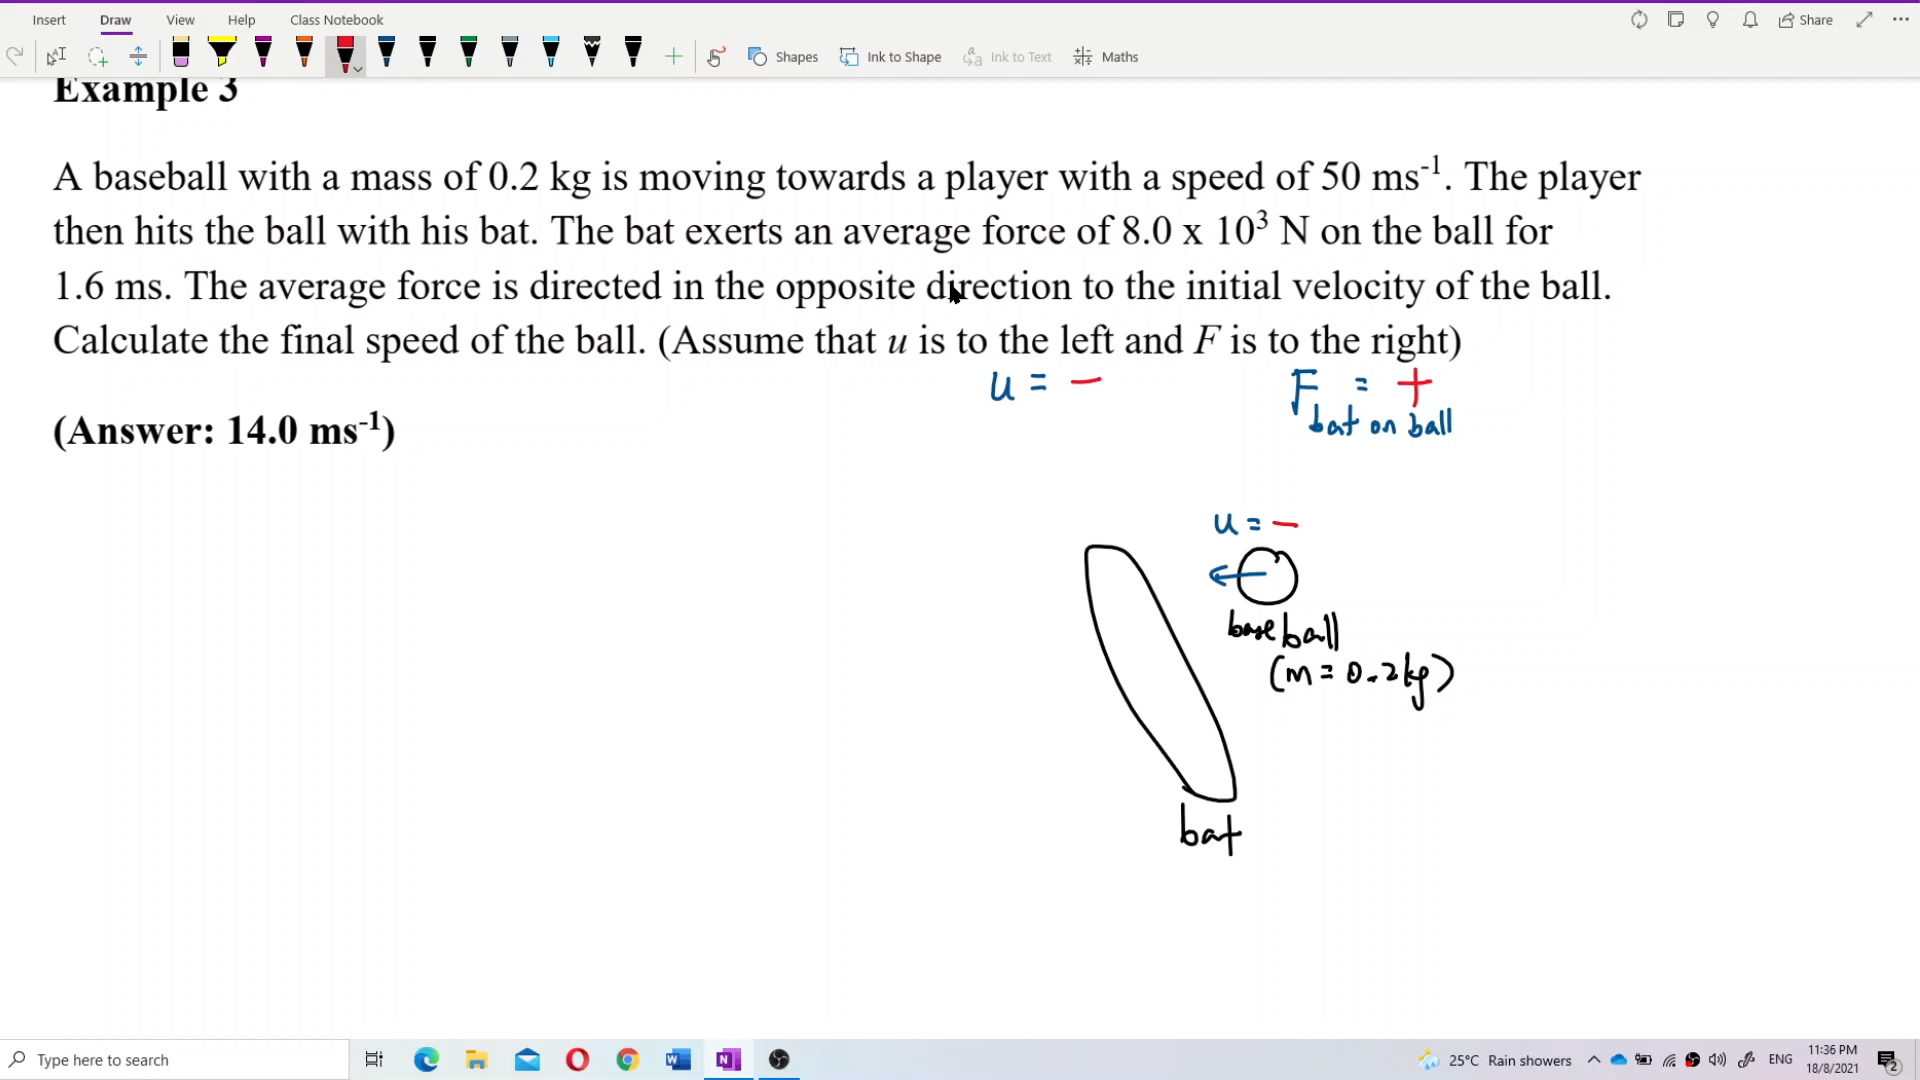 Insert Draw View Help Class Notebook
Share
Shapes Ink to Shape Ink to Text Maths
Example 3
A baseball with a mass of 0.2 kg is moving towards a player with a speed of 50 ms⁻¹. The player
then hits the ball with his bat. The bat exerts an average force of 8.0 x 10³ N on the ball for
1.6 ms. The average force is directed in the opposite direction to the initial velocity of the ball.
Calculate the final speed of the ball. (Assume that u is to the left and F is to the right)
u = − F = +
bat on ball
(Answer: 14.0 ms⁻¹)
u = −
baseball
(m = 0.2kg)
bat
Type here to search
25°C Rain showers
ENG
11:36 PM
18/8/2021
2